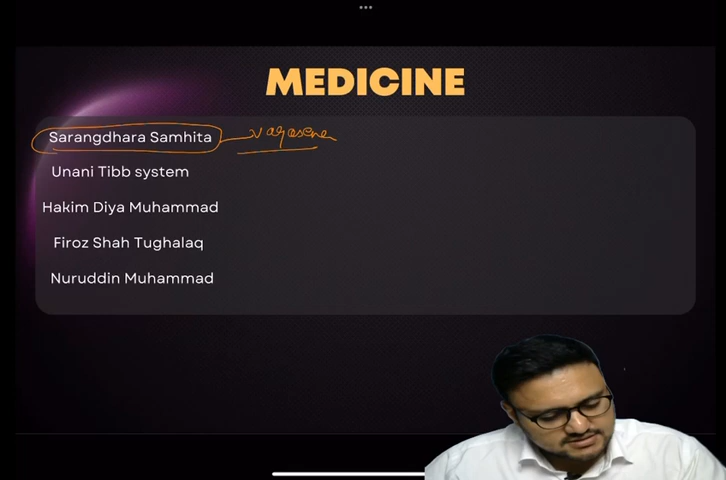 MEDICINE
Sarangdhara Samhita
Unani Tibb system
Hakim Diya Muhammad
Firoz Shah Tughalaq
Nuruddin Muhammad